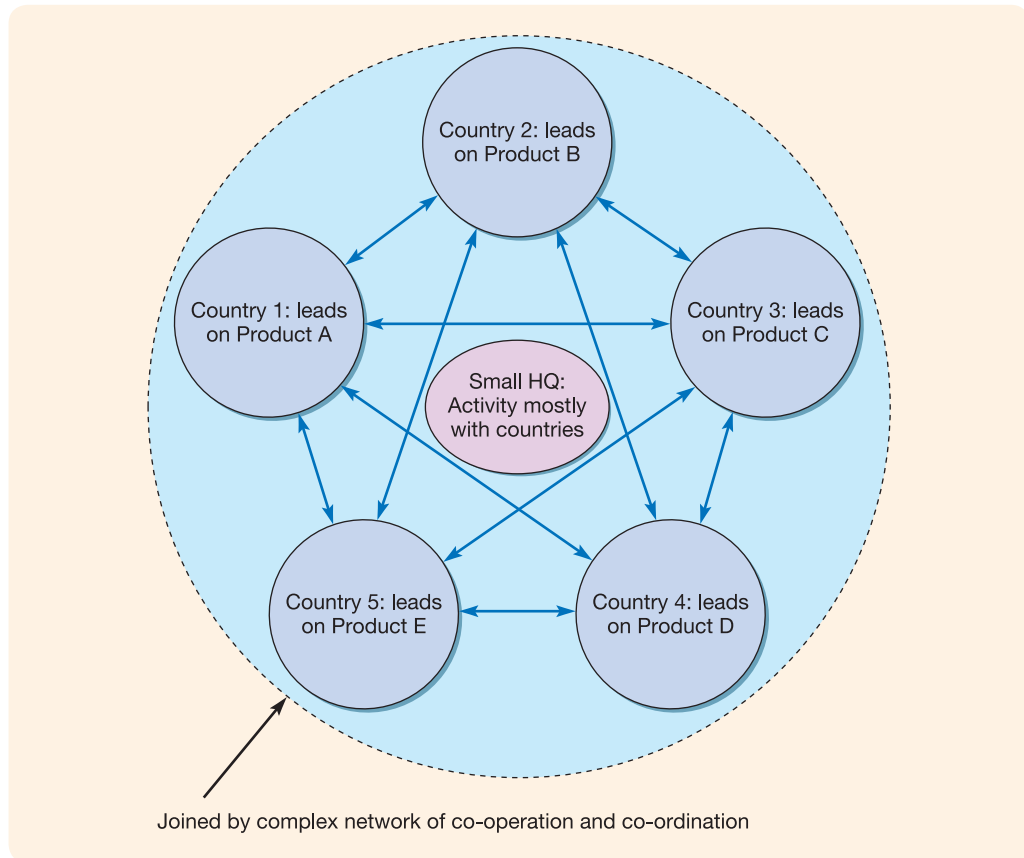 Country 2: leads
on Product B
Country 1: leads
on Product A
Country 3: leads
on Product C
Small HQ:
Activity mostly
with countries
Country 5: leads
on Product E
Country 4: leads
on Product D
Joined by complex network of co-operation and co-ordination